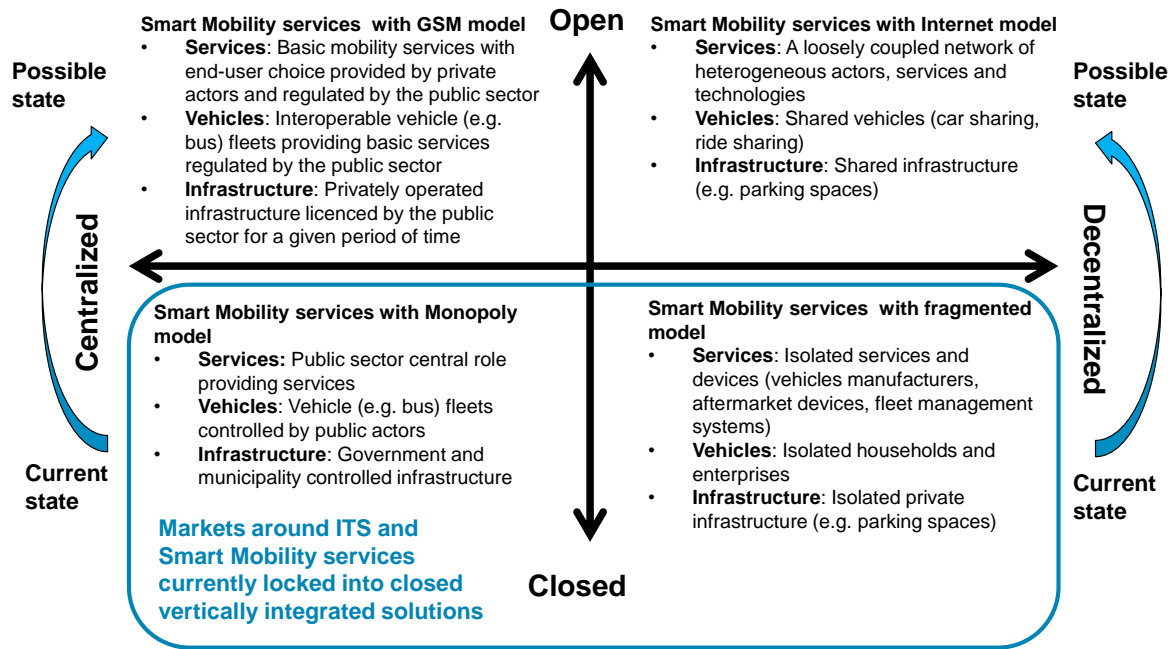 Open
Smart Mobility services  with GSM model
• Services: Basic mobility services with
end-user choice provided by private
actors and regulated by the public sector
• Vehicles: Interoperable vehicle (e.g.
bus) fleets providing basic services
regulated by the public sector
• Infrastructure: Privately operated
infrastructure licenced by the public
sector for a given period of time
Smart Mobility services with Internet model
• Services: A loosely coupled network of
heterogeneous actors, services and
technologies
• Vehicles: Shared vehicles (car sharing,
ride sharing)
• Infrastructure: Shared infrastructure
(e.g. parking spaces)
Possible
state
Centralized
Current
state
Possible
state
Decentralized
Current
state
Smart Mobility services with Monopoly
model
• Services: Public sector central role
providing services
• Vehicles: Vehicle (e.g. bus) fleets
controlled by public actors
• Infrastructure: Government and
municipality controlled infrastructure
Smart Mobility services  with fragmented
model
• Services: Isolated services and
devices (vehicles manufacturers,
aftermarket devices, fleet management
systems)
• Vehicles: Isolated households and
enterprises
• Infrastructure: Isolated private
infrastructure (e.g. parking spaces)
Markets around ITS and
Smart Mobility services
currently locked into closed
vertically integrated solutions
Closed